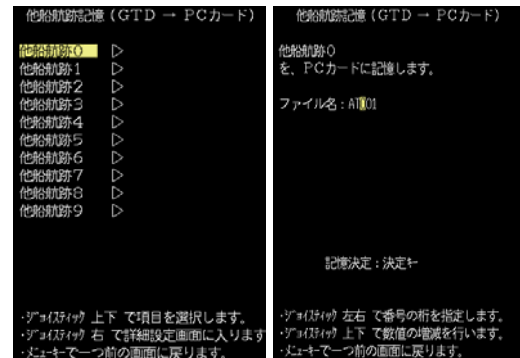 他船航跡記憶（GTD → PCカード）
他船航跡0 ▷
他船航跡1 ▷
他船航跡2 ▷
他船航跡3 ▷
他船航跡4 ▷
他船航跡5 ▷
他船航跡6 ▷
他船航跡7 ▷
他船航跡8 ▷
他船航跡9 ▷
・ｼﾞｮｲｽﾃｨｯｸ 上下 で項目を選択します。
・ｼﾞｮｲｽﾃｨｯｸ 右 で詳細設定画面に入ります
・ﾒﾆｭｰｷｰで一つ前の画面に戻ります。
他船航跡記憶（GTD → PCカード）
他船航跡0
を、PCカードに記憶します。
ファイル名：AT001
記憶決定：決定ｷｰ
・ｼﾞｮｲｽﾃｨｯｸ 左右 で番号の桁を指定します。
・ｼﾞｮｲｽﾃｨｯｸ 上下 で数値の増減を行います。
・ﾒﾆｭｰｷｰで一つ前の画面に戻ります